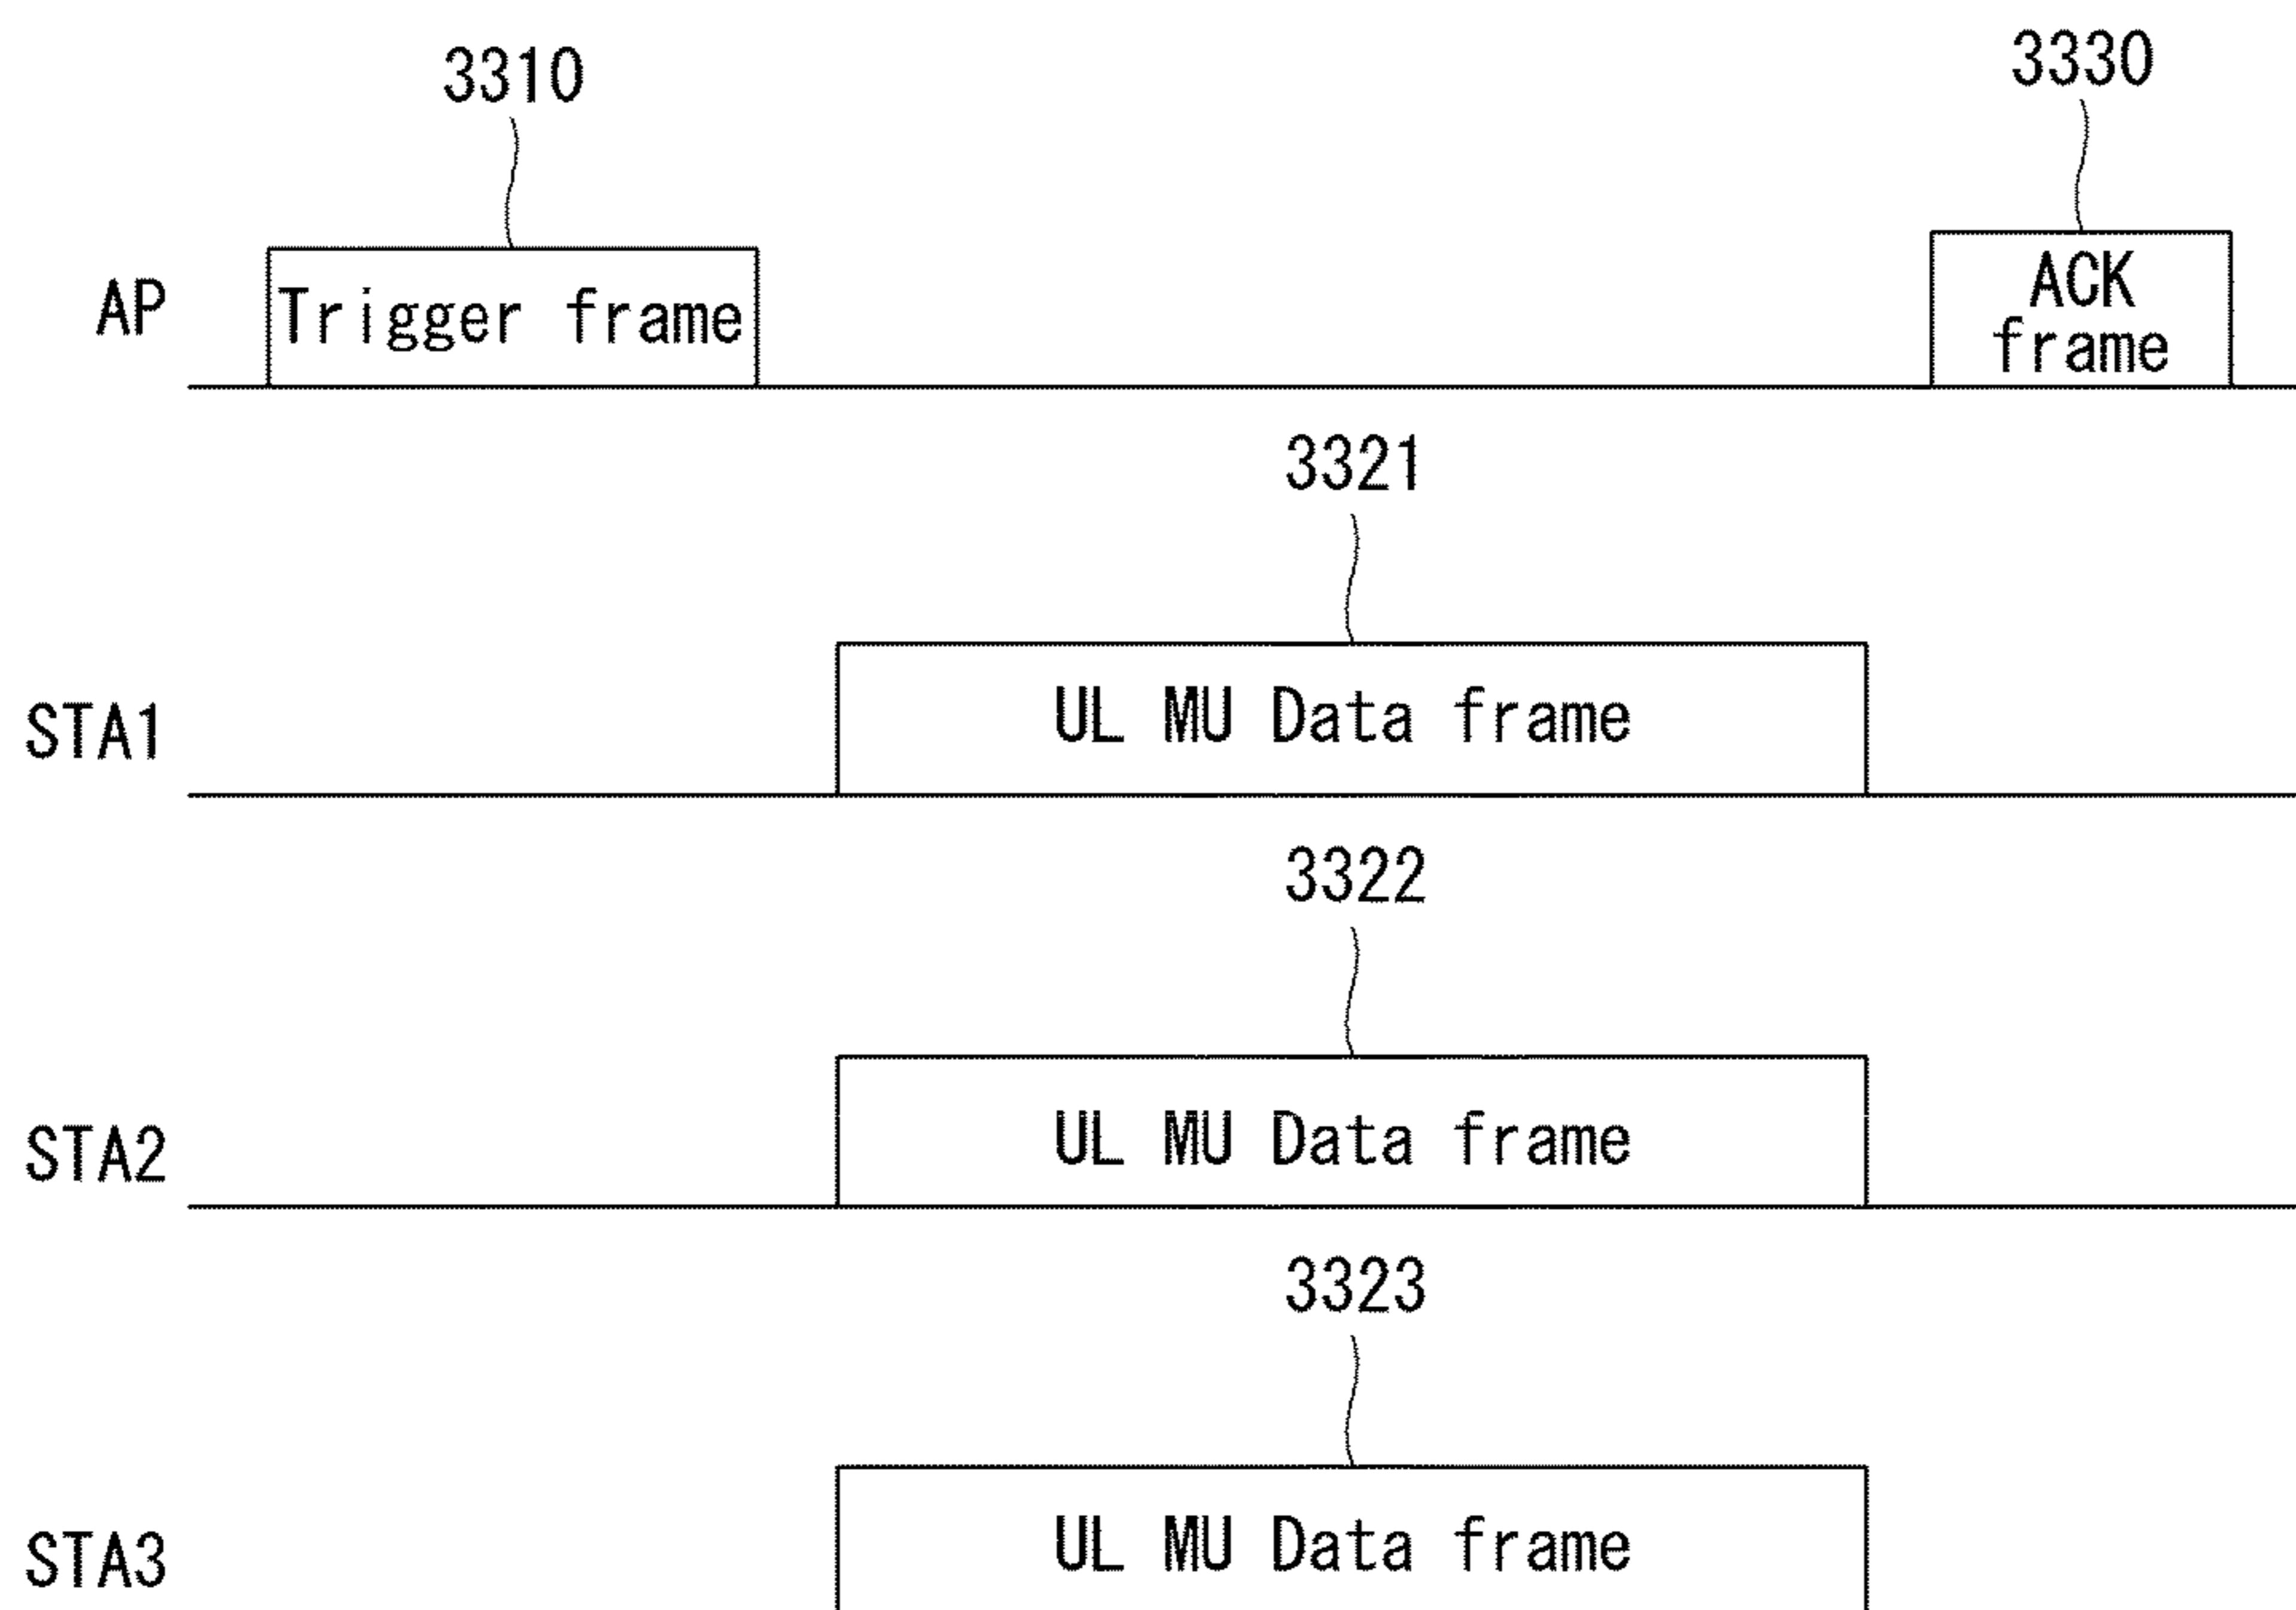 3310
3330
AP
Trigger frame
ACK
frame
3321
STA1
UL MU Data frame
3322
STA2
UL MU Data frame
3323
STA3
UL MU Data frame